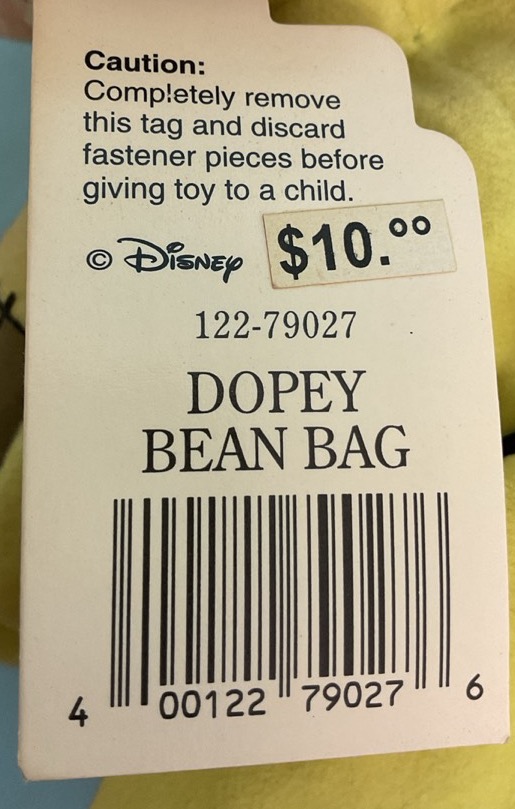 Caution:
Completely remove
this tag and discard
fastener pieces before
giving toy to a child.
© Disney $10.⁰⁰
122-79027
DOPEY
BEAN BAG
4 00122 79027 6